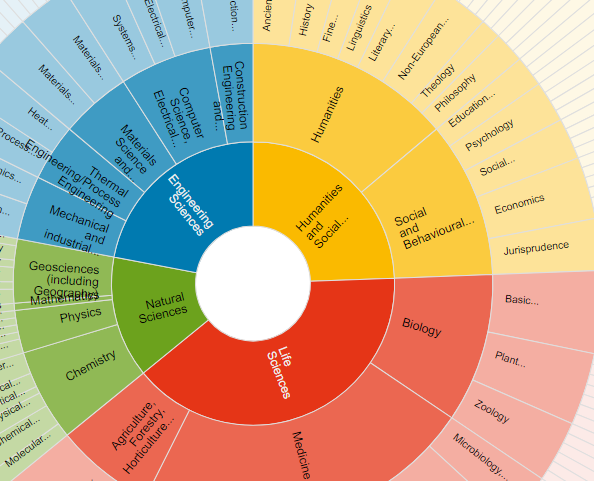 Ancien
History
Fine...
Linguistics
Literary...
Non-European...
Theology
Philosophy
Education...
Psychology
Social...
Economics
Jurisprudence
Humanities
Social
and
Behavioural...
Humanities
and
Social...
Basic...
Plant...
Zoology
Microbiology....
Biology
Medicine
Agriculture,
Forestry,
Horticulture...
Life
Sciences
Natural
Sciences
Chemistry
Physics
Mathematics
Geosciences
(including
Geography)
Molecular...
Engineering
Sciences
Mechanical
and
industrial...
Thermal
Engineering/Process
Engineering
Materials
Science
and...
Computer
Science
Electrical...
Construction
Engineering
and...
Heat...
Materials...
Materials...
Systems...